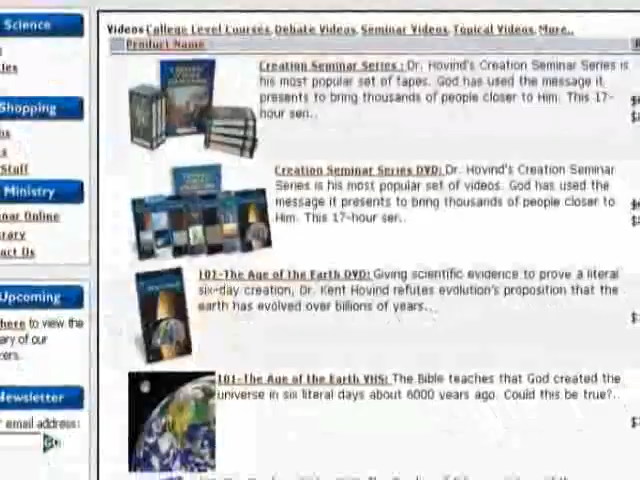 Science
Shopping
Stuff
Ministry
Online
act Us
Upcoming
here to view the
ary of our
Newsletter
email address:
Videos College Level Courses Debate Videos Seminar Videos Topical Videos More..
Product Name
Creation Seminar Series : Dr. Hovind's Creation Seminar Series is
his most popular set of tapes. God has used the message it
presents to bring thousands of people closer to Him. This 17-
hour sen..
Creation Seminar Series DVD: Dr. Hovind's Creation Seminar
Series is his most popular set of videos. God has used the
message it presents to bring thousands of people closer to
Him. This 17-hour ser..
101-The Age of the Earth DVD: Giving scientific evidence to prove a literal
six-day creation, Dr. Kent Hovind refutes evolution's proposition that the
earth has evolved over billions of years...
101-The Age of the Earth VHS: The Bible teaches that God created the
universe in six literal days about 6000 years ago. Could this be true?..